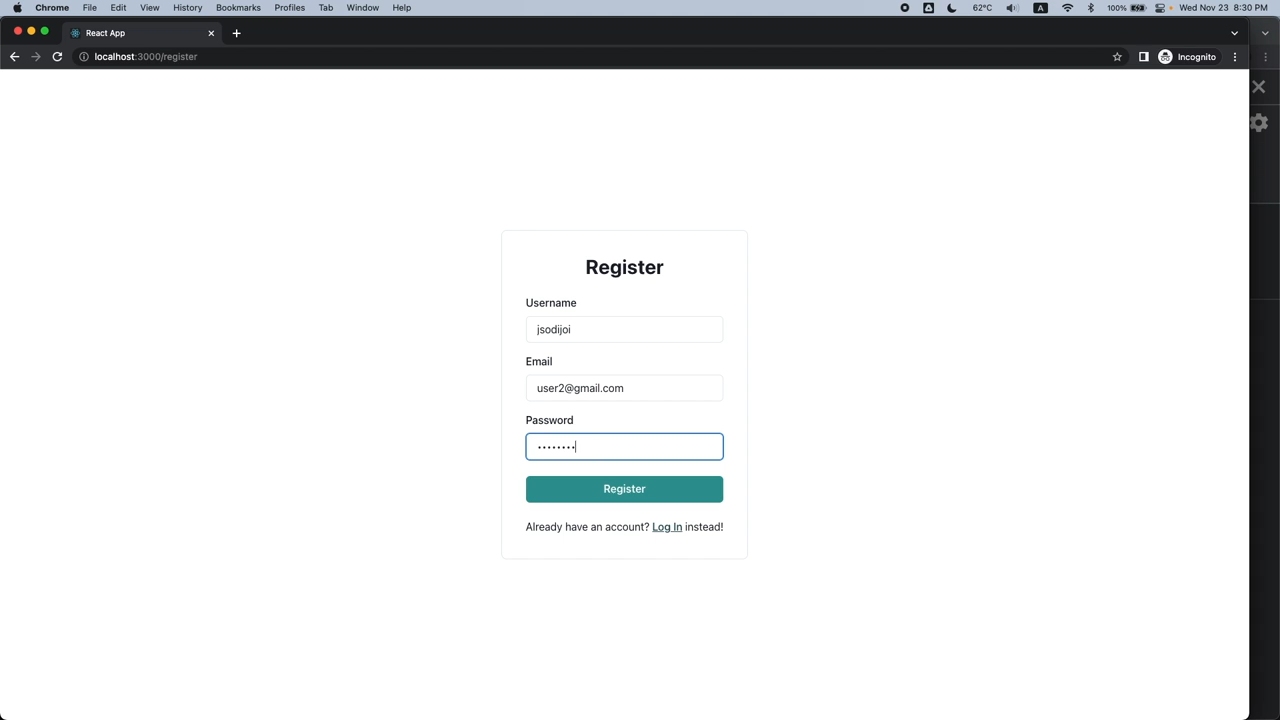 Chrome File Edit View History Bookmarks Profiles Tab Window Help 62°C A 100% Wed Nov 23 8:30 PM
React App
localhost:3000/register Incognito
Register
Username
jsodijoi
Email
user2@gmail.com
Password
••••••••
Register
Already have an account? Log In instead!